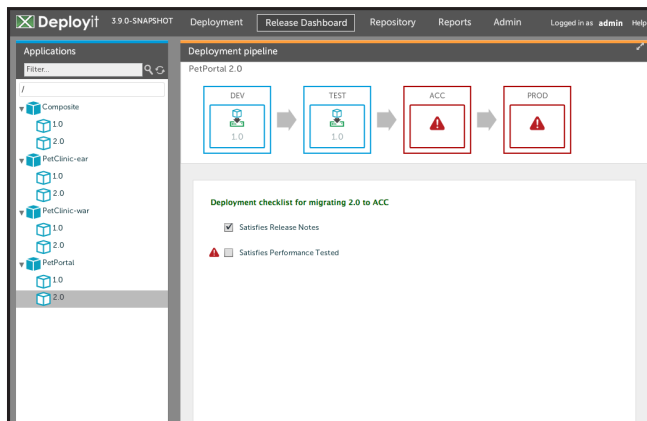 Deployit 3.9.0-SNAPSHOT Deployment Release Dashboard Repository Reports Admin Logged in as admin Help
Applications
Filter...
/
Composite
1.0
2.0
PetClinic-ear
1.0
2.0
PetClinic-war
1.0
2.0
PetPortal
1.0
2.0
Deployment pipeline
PetPortal 2.0
DEV TEST ACC PROD
1.0 1.0
Deployment checklist for migrating 2.0 to ACC
Satisfies Release Notes
Satisfies Performance Tested